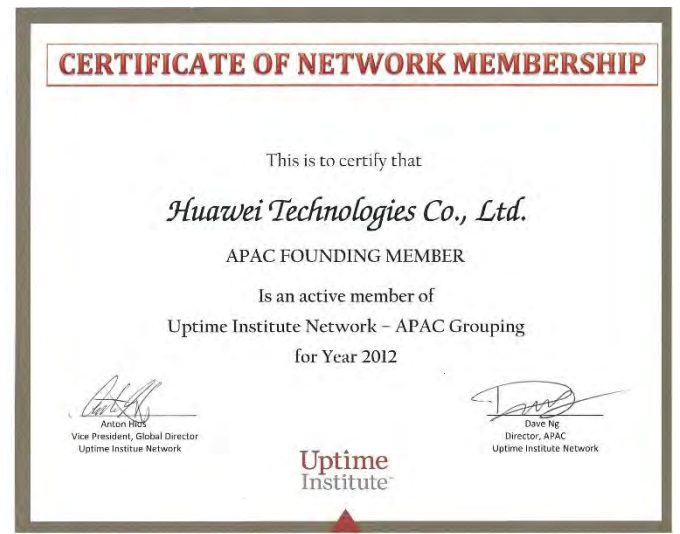 CERTIFICATE OF NETWORK MEMBERSHIP
This is to certify that
Huawei Technologies Co., Ltd.
APAC FOUNDING MEMBER
Is an active member of
Uptime Institute Network – APAC Grouping
for Year 2012
Anton
Vice President, Global Director
Uptime Institue Network
Dave Ng
Director, APAC
Uptime Institute Network
Uptime
Institute